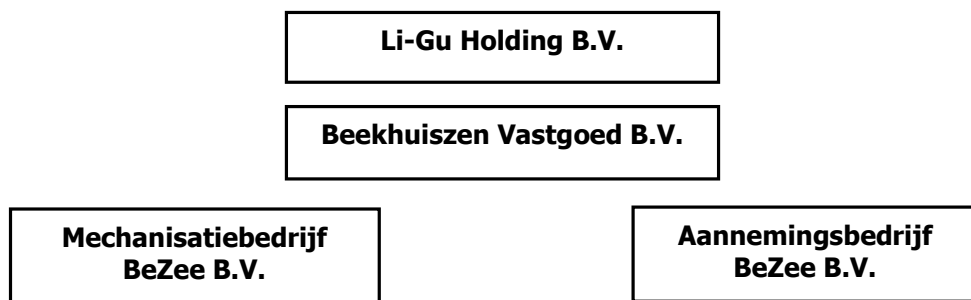 Li-Gu Holding B.V.
Beekhuiszen Vastgoed B.V.
Mechanisatiebedrijf
BeZee B.V.
Aannemingsbedrijf
BeZee B.V.